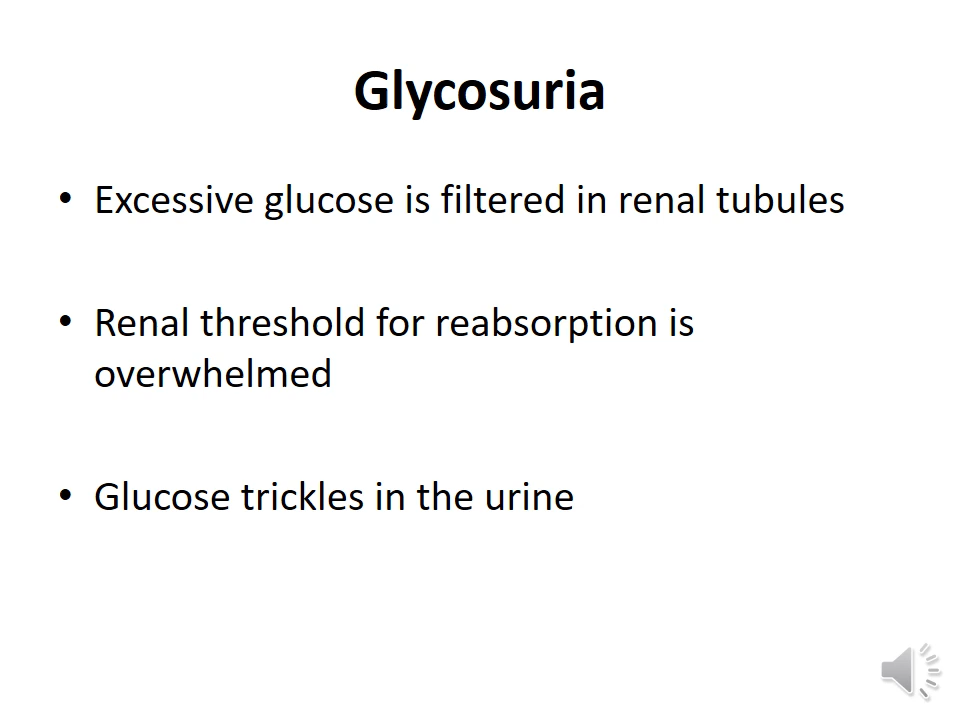 Glycosuria
• Excessive glucose is filtered in renal tubules
• Renal threshold for reabsorption is
overwhelmed
• Glucose trickles in the urine